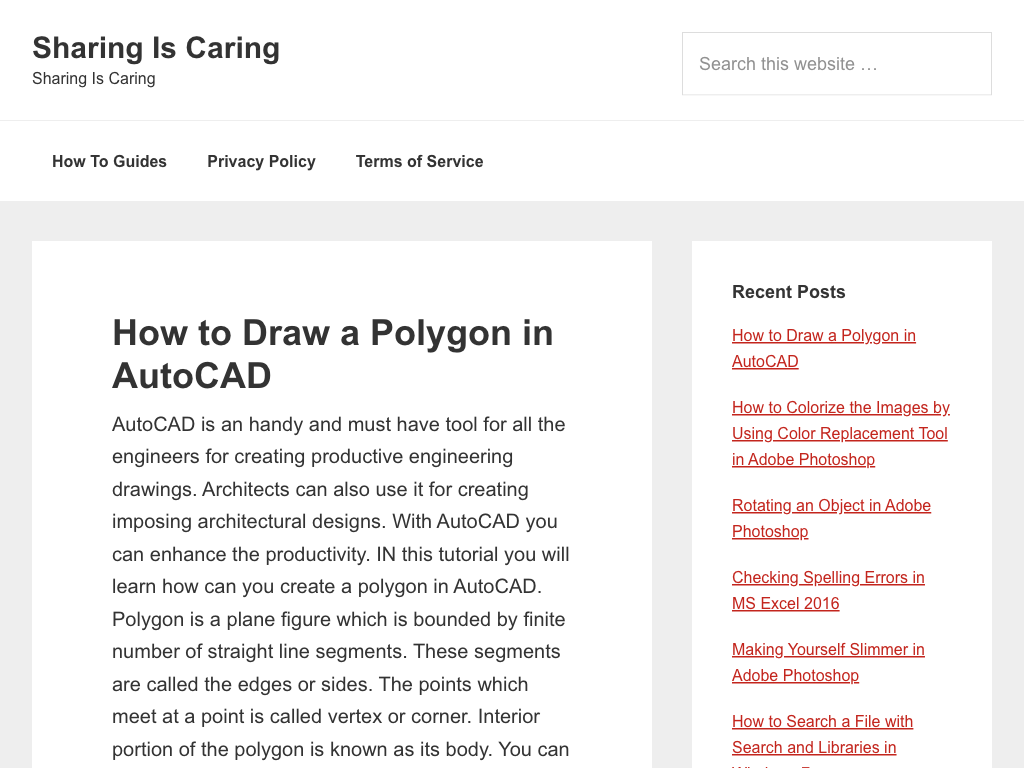 Sharing Is Caring
Sharing Is Caring
Search this website …
How To Guides
Privacy Policy
Terms of Service
How to Draw a Polygon in
AutoCAD
AutoCAD is an handy and must have tool for all the
engineers for creating productive engineering
drawings. Architects can also use it for creating
imposing architectural designs. With AutoCAD you
can enhance the productivity. IN this tutorial you will
learn how can you create a polygon in AutoCAD.
Polygon is a plane figure which is bounded by finite
number of straight line segments. These segments
are called the edges or sides. The points which
meet at a point is called vertex or corner. Interior
portion of the polygon is known as its body. You can
Recent Posts
How to Draw a Polygon in
AutoCAD
How to Colorize the Images by
Using Color Replacement Tool
in Adobe Photoshop
Rotating an Object in Adobe
Photoshop
Checking Spelling Errors in
MS Excel 2016
Making Yourself Slimmer in
Adobe Photoshop
How to Search a File with
Search and Libraries in